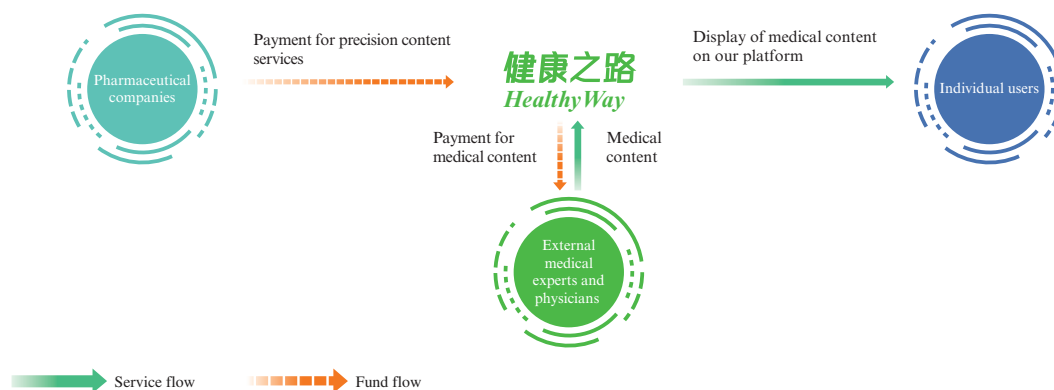 Pharmaceutical
companies
Payment for precision content
services
健康之路
HealthyWay
Display of medical content
on our platform
Individual users
Payment for
medical content
Medical
content
External
medical
experts and
physicians
Service flow
Fund flow